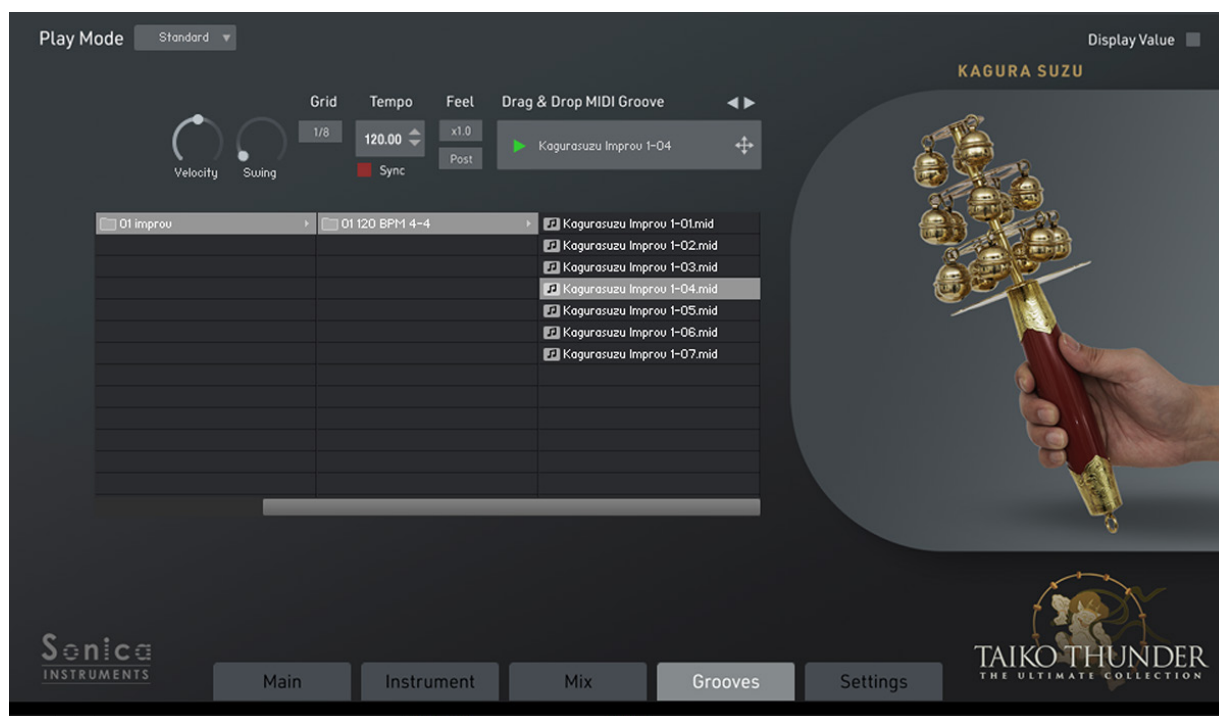 Play Mode Standard
Display Value
KAGURA SUZU
Grid Tempo Feel Drag & Drop MIDI Groove
1/8 120.00 x1.0 Kagurasuzu Improv 1-04
Post
Velocity Swing Sync
01 improv 01 120 BPM 4-4 Kagurasuzu Improv 1-01.mid
Kagurasuzu Improv 1-02.mid
Kagurasuzu Improv 1-03.mid
Kagurasuzu Improv 1-04.mid
Kagurasuzu Improv 1-05.mid
Kagurasuzu Improv 1-06.mid
Kagurasuzu Improv 1-07.mid
Sonica
INSTRUMENTS
Main Instrument Mix Grooves Settings
TAIKO THUNDER
THE ULTIMATE COLLECTION